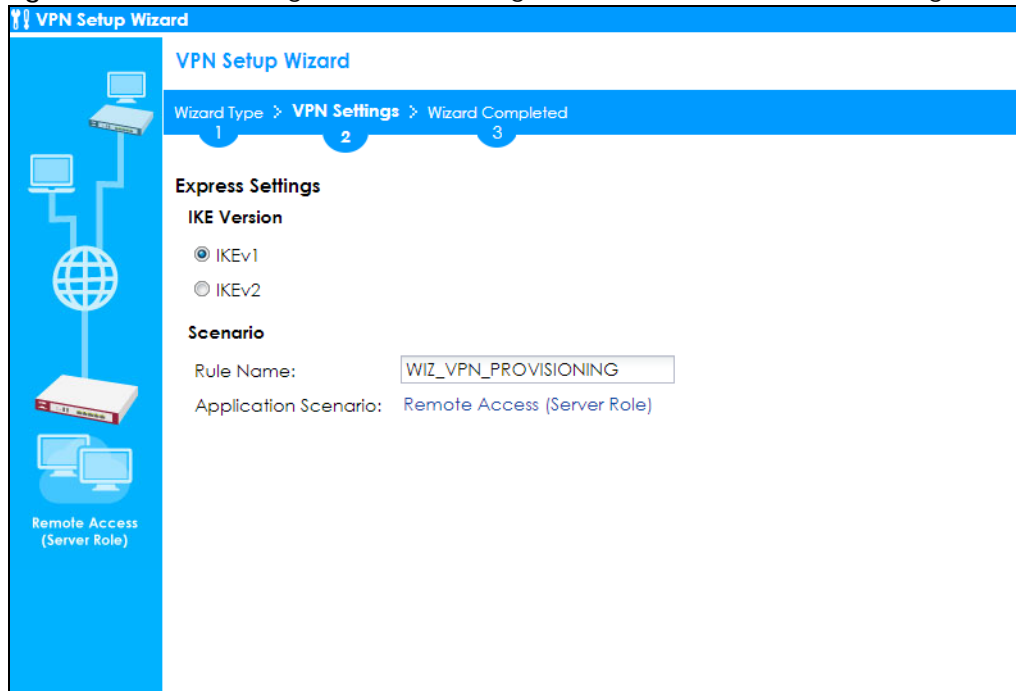 VPN Setup Wizard
VPN Setup Wizard
Wizard Type > VPN Settings > Wizard Completed
1 2 3
Express Settings
IKE Version
IKEv1
IKEv2
Scenario
Rule Name: WIZ_VPN_PROVISIONING
Application Scenario: Remote Access (Server Role)
Remote Access
(Server Role)